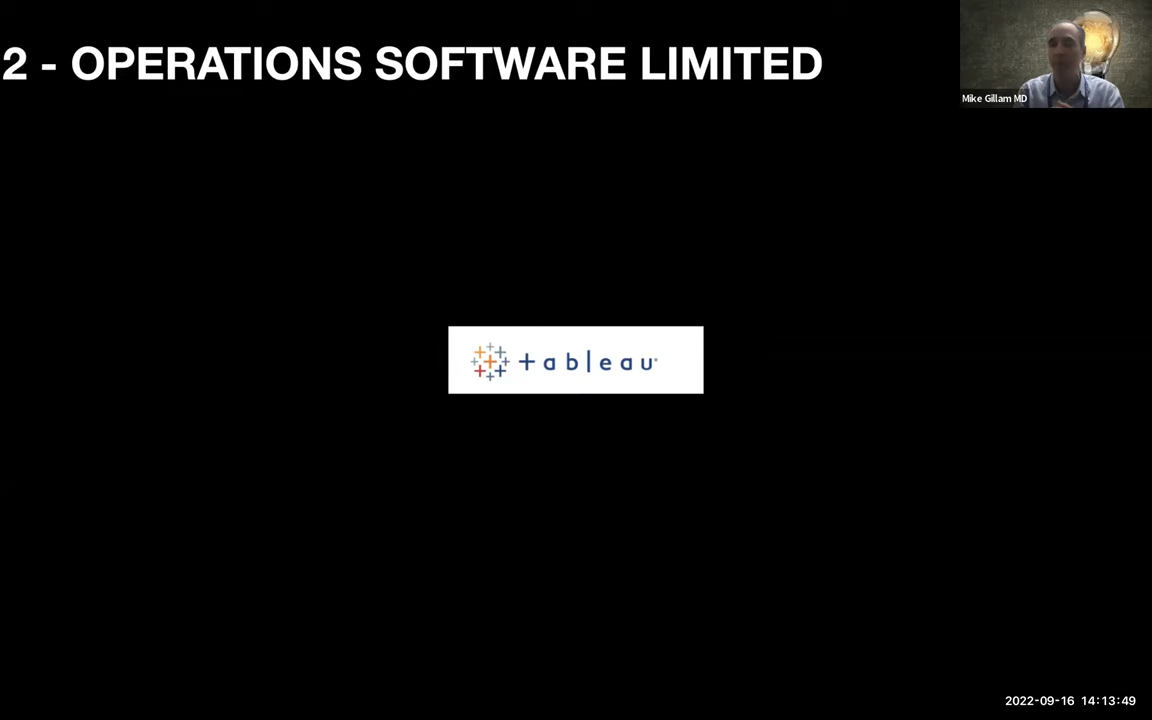 2 - OPERATIONS SOFTWARE LIMITED
Mike Gillam MD
+ a b | e a u
2022-09-16 14:13:49